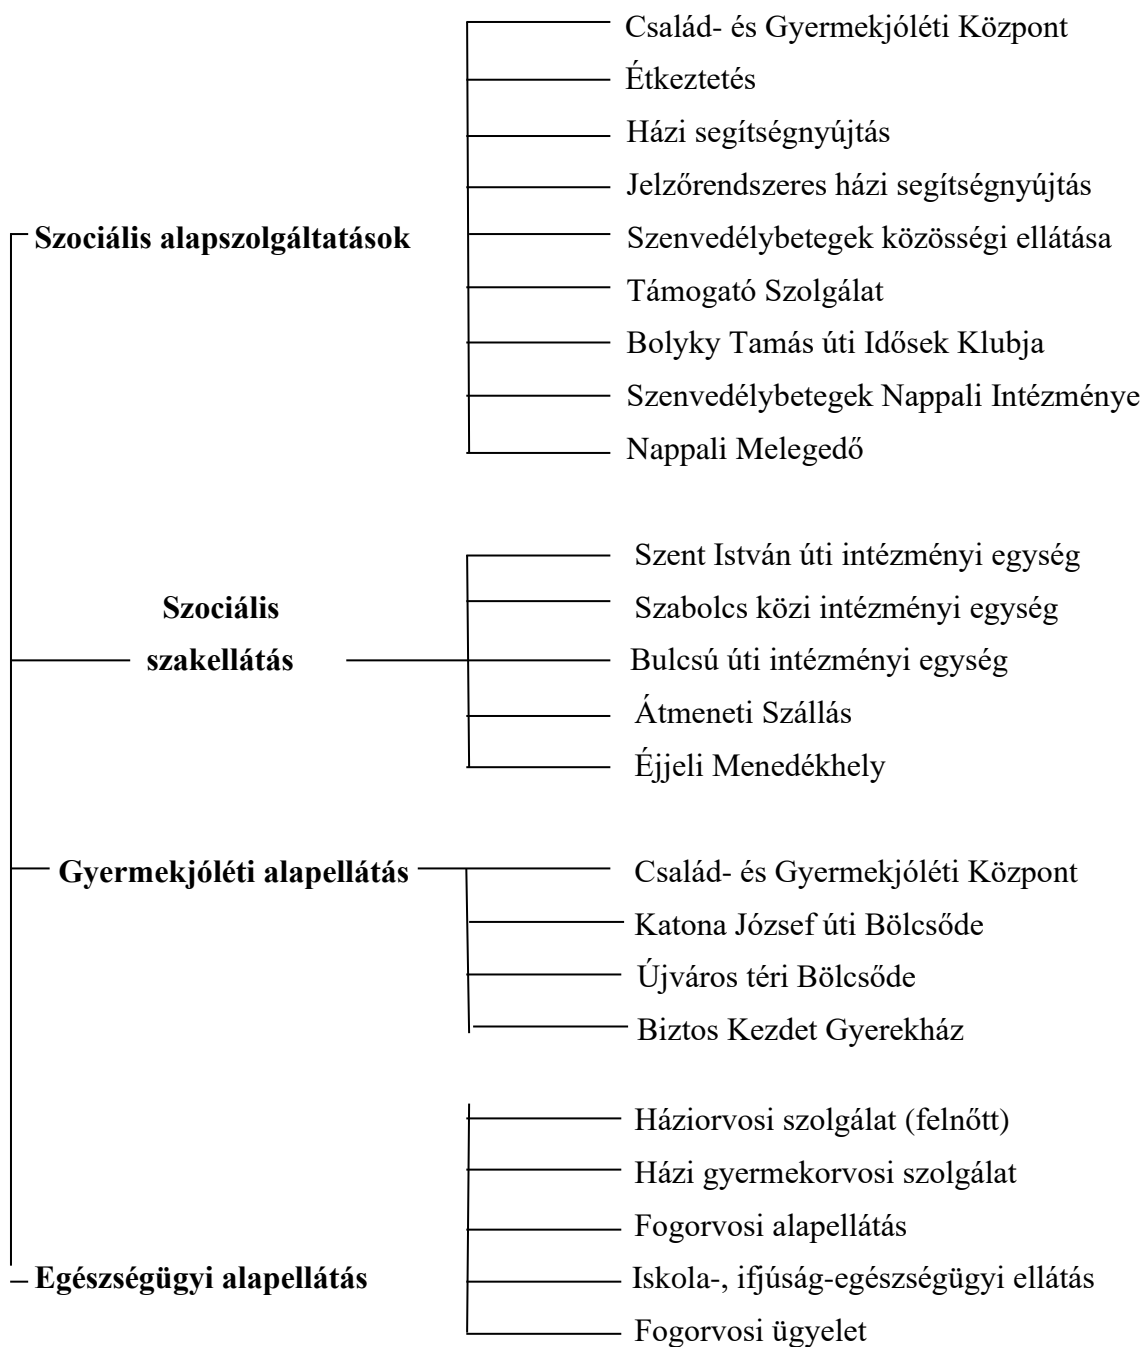 Család- és Gyermekjóléti Központ
Étkeztetés
Házi segítségnyújtás
Jelzőrendszeres házi segítségnyújtás
Szociális alapszolgáltatások
Szenvedélybetegek közösségi ellátása
Támogató Szolgálat
Bolyky Tamás úti Idősek Klubja
Szenvedélybetegek Nappali Intézménye
Nappali Melegedő
Szent István úti intézményi egység
Szociális
Szabolcs közi intézményi egység
szakellátás
Bulcsú úti intézményi egység
Átmeneti Szállás
Éjjeli Menedékhely
Gyermekjóléti alapellátás
Család- és Gyermekjóléti Központ
Katona József úti Bölcsőde
Újváros téri Bölcsőde
Biztos Kezdet Gyerekház
Háziorvosi szolgálat (felnőtt)
Házi gyermekorvosi szolgálat
Fogorvosi alapellátás
Egészségügyi alapellátás
Iskola-, ifjúság-egészségügyi ellátás
Fogorvosi ügyelet